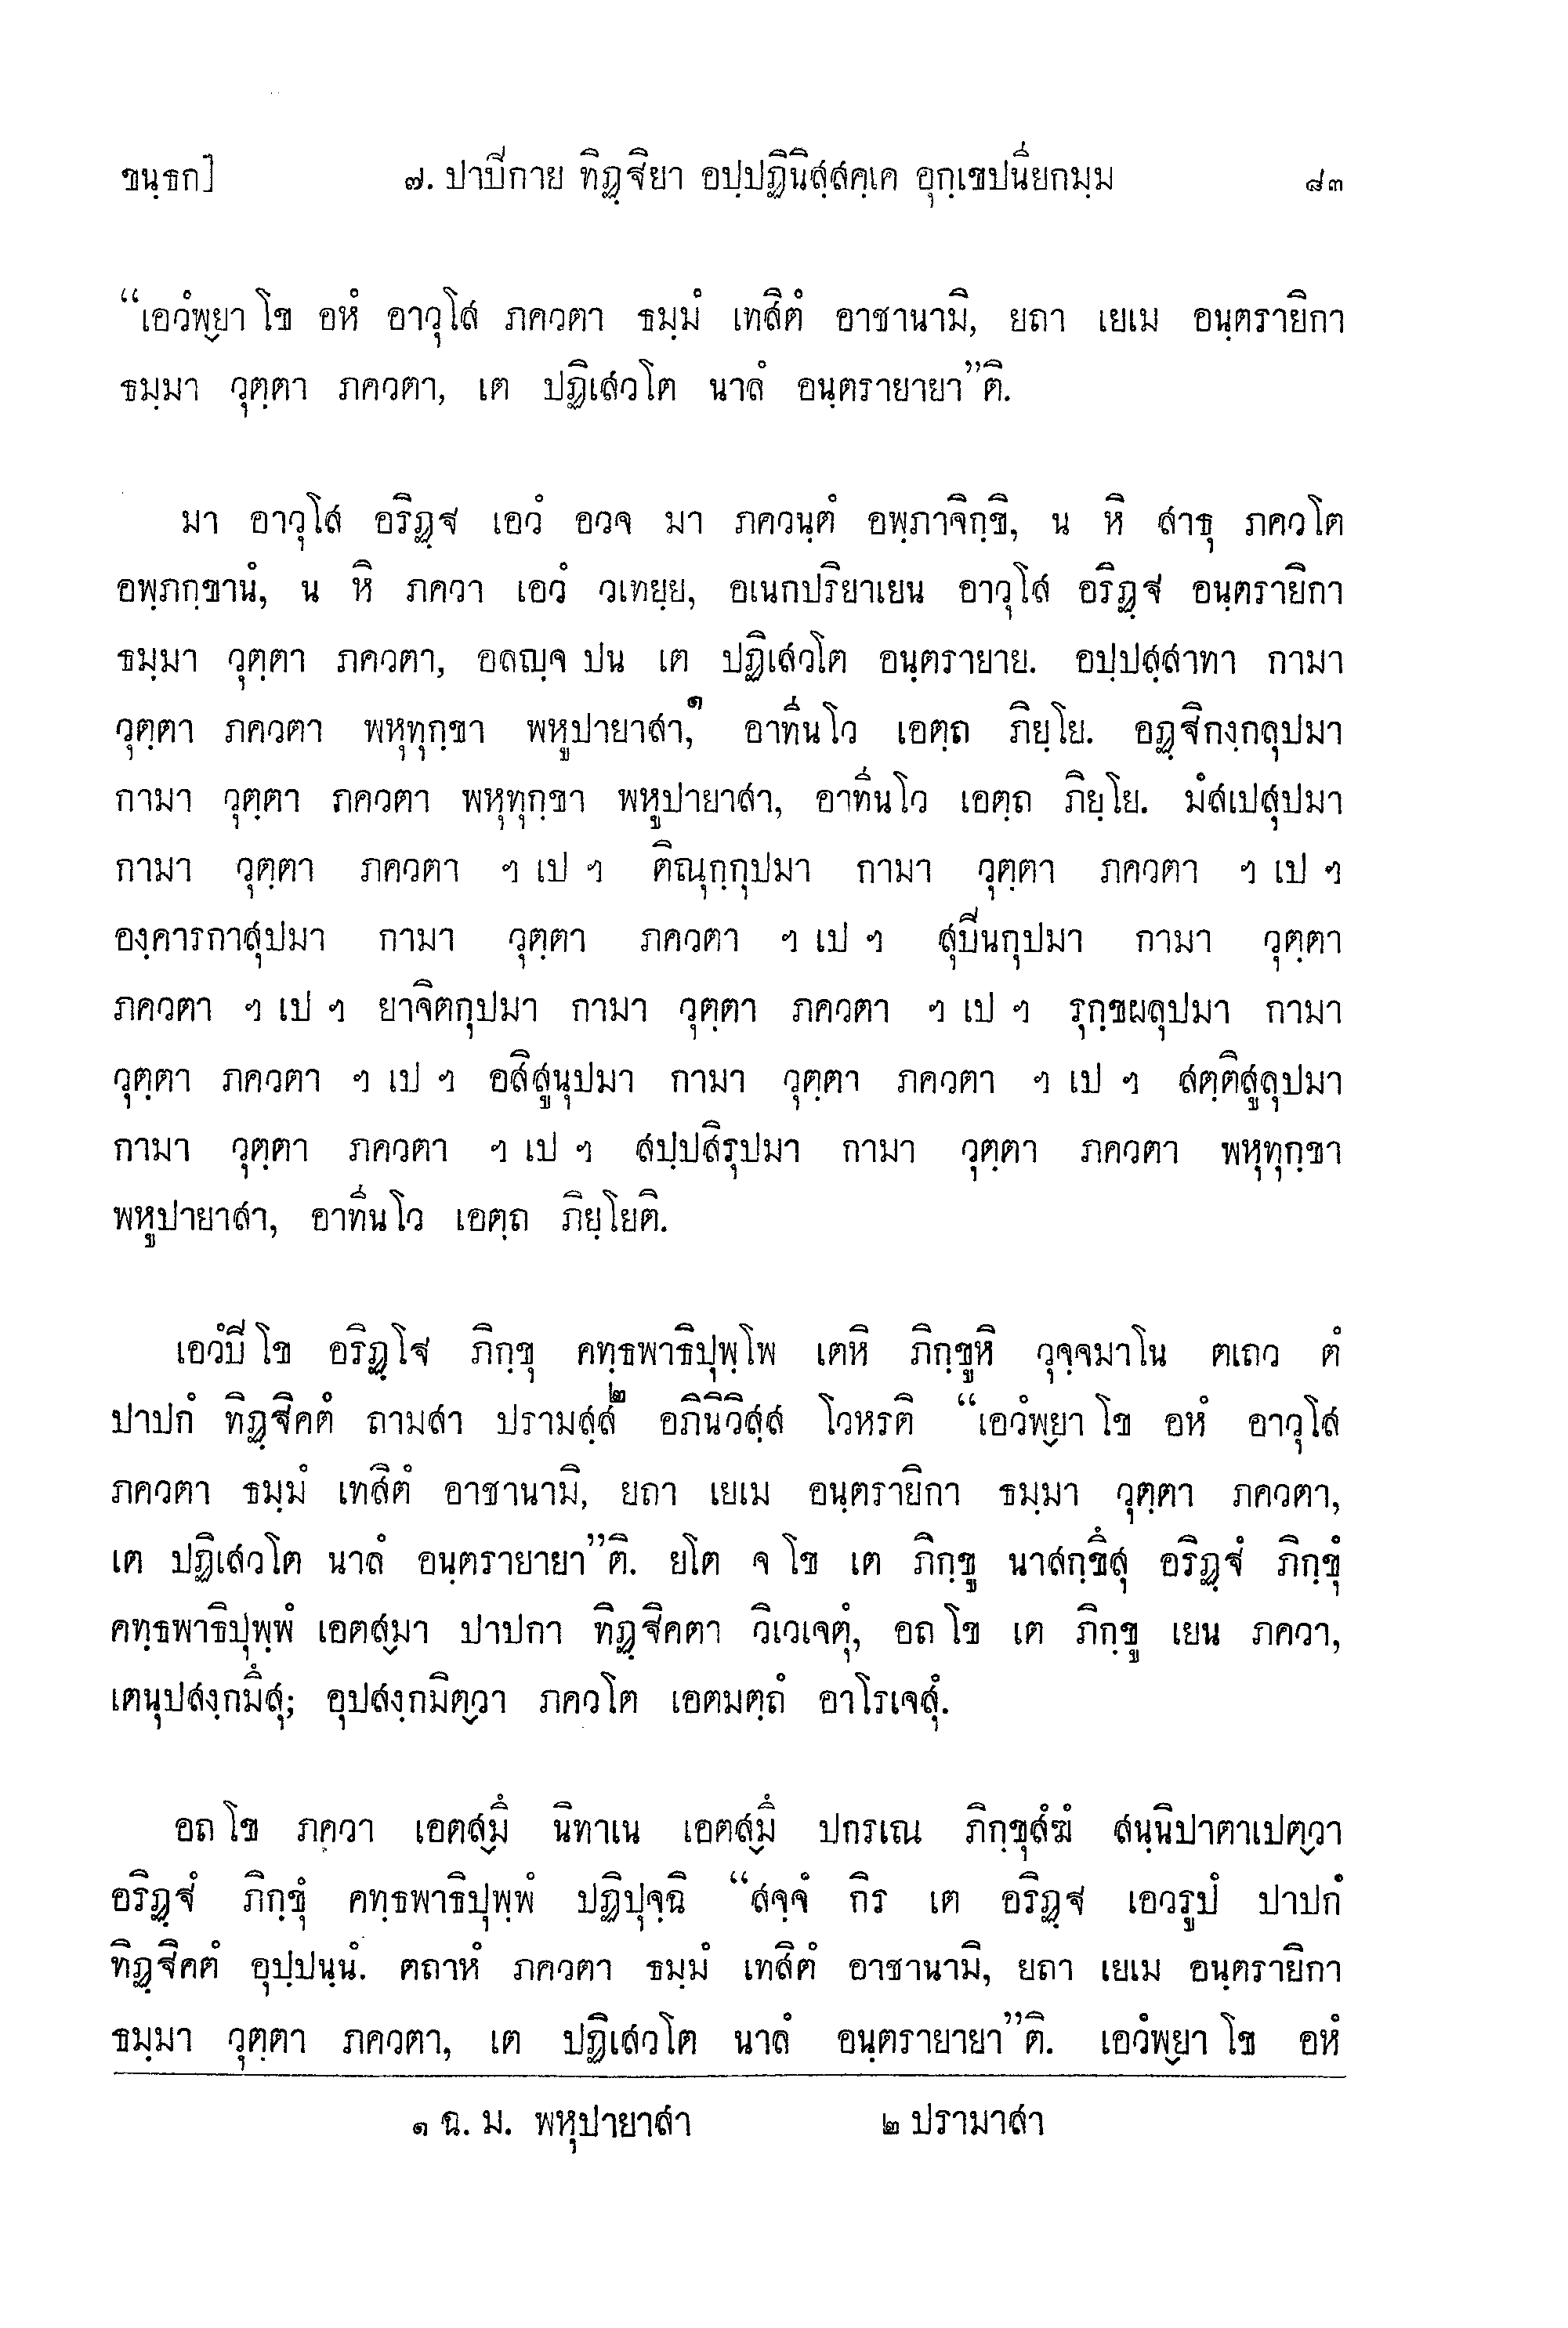 ขนฺธก]	๗. ปาปิกาย ทิฏฺฐิยา อปฺปฏินิสฺสคฺเค อุกฺเขปนียกมฺม	๘๓
“เอวํพฺยา โข อหํ อาวุโส ภควตา ธมฺมํ เทสิตํ อาชานามิ, ยถา เยเม อนฺตรายิกา
ธมฺมา วุตฺตา ภควตา, เต ปฏิเสวโต นาลํ อนฺตรายายา”ติ.
มา อาวุโส อริฏฺฐ เอวํ อวจ มา ภควนฺตํ อพฺภาจิกฺขิ, น หิ สาธุ ภควโต
อพฺภกฺขานํ, น หิ ภควา เอวํ วเทยฺย, อเนกปริยาเยน อาวุโส อริฏฺฐ อนฺตรายิกา
ธมฺมา วุตฺตา ภควตา, อลญฺจ ปน เต ปฏิเสวโต อนฺตรายาย. อปฺปสฺสาทา กามา
วุตฺตา ภควตา พหุทุกฺขา พหูปายาสา,๑ อาทีนโว เอตฺถ ภิยฺโย. อฏฺฐิกงฺกลุปมา
กามา วุตฺตา ภควตา พหุทุกฺขา พหูปายาสา, อาทีนโว เอตฺถ ภิยฺโย. มํสเปสุปมา
กามา วุตฺตา ภควตา ฯ เป ฯ ติณุกฺกุปมา กามา วุตฺตา ภควตา ฯ เป ฯ
องฺคารกาสุปมา กามา วุตฺตา ภควตา ฯ เป ฯ สุปินกุปมา กามา วุตฺตา
ภควตา ฯ เป ฯ ยาจิตกุปมา กามา วุตฺตา ภควตา ฯ เป ฯ รุกฺขผลุปมา กามา
วุตฺตา ภควตา ฯ เป ฯ อสิสูนุปมา กามา วุตฺตา ภควตา ฯ เป ฯ สตฺติสูลุปมา
กามา วุตฺตา ภควตา ฯ เป ฯ สปฺปสิรุปมา กามา วุตฺตา ภควตา พหุทุกฺขา
พหูปายาสา, อาทีนโว เอตฺถ ภิยฺโยติ.
เอวํปิ โข อริฏฺโฐ ภิกฺขุ คทฺธพาธิปุพฺโพ เตหิ ภิกฺขูหิ วุจฺจมาโน ตเถว ตํ
ปาปกํ ทิฏฺฐิคตํ ถามสา ปรามสฺส๒ อภินิวิสฺส โวหรติ “เอวํพฺยา โข อหํ อาวุโส
ภควตา ธมฺมํ เทสิตํ อาชานามิ, ยถา เยเม อนฺตรายิกา ธมฺมา วุตฺตา ภควตา,
เต ปฏิเสวโต นาลํ อนฺตรายายา”ติ. ยโต จ โข เต ภิกฺขู นาสกฺขึสุ อริฏฺฐํ ภิกฺขุํ
คทฺธพาธิปุพฺพํ เอตสฺมา ปาปกา ทิฏฺฐิคตา วิเวเจตุํ, อถ โข เต ภิกฺขู เยน ภควา,
เตนุปสงฺกมึสุ; อุปสงฺกมิตฺวา ภควโต เอตมตฺถํ อาโรเจสุํ.
อถ โข ภควา เอตสฺมึ นิทาเน เอตสฺมึ ปกรเณ ภิกฺขุสํฆํ สนฺนิปาตาเปตฺวา
อริฏฺฐํ ภิกฺขุํ คทฺธพาธิปุพฺพํ ปฏิปุจฺฉิ “สจฺจํ กิร เต อริฏฺฐ เอวรูปํ ปาปกํ
ทิฏฺฐิคตํ อุปฺปนฺนํ. ตถาหํ ภควตา ธมฺมํ เทสิตํ อาชานามิ, ยถา เยเม อนฺตรายิกา
ธมฺมา วุตฺตา ภควตา, เต ปฏิเสวโต นาลํ อนฺตรายายา”ติ. เอวํพฺยา โข อหํ
๑ ฉ. ม. พหุปายาสา	๒ ปรามาสา